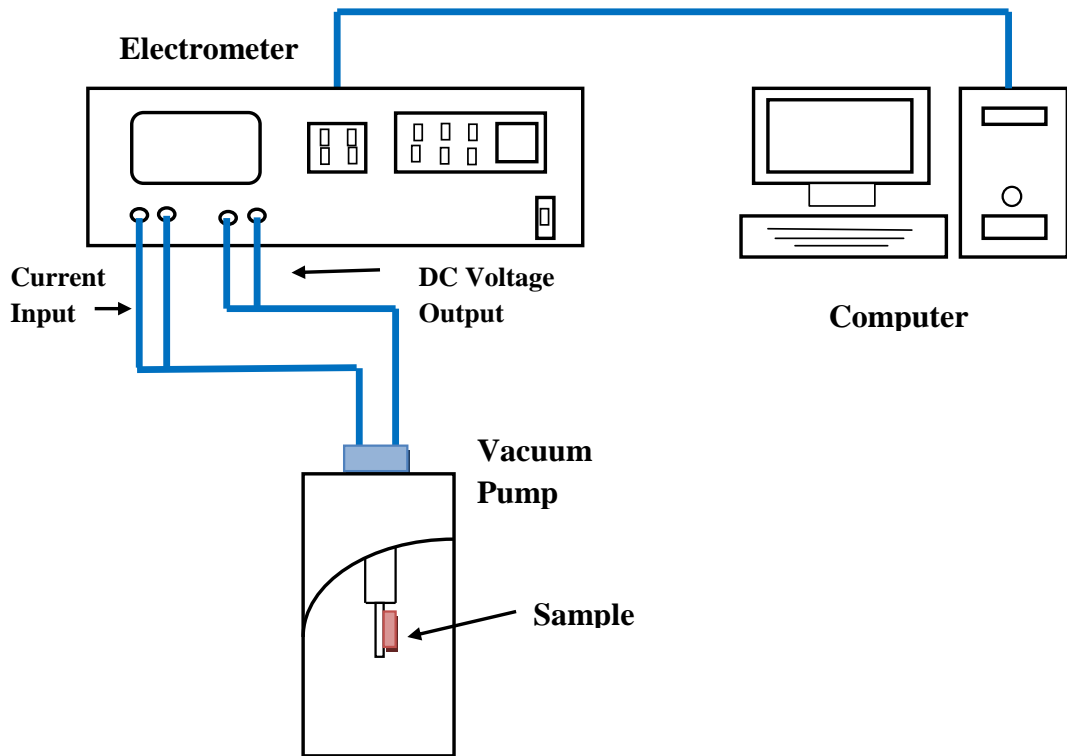 Electrometer
Current
Input
DC Voltage
Output
Computer
Vacuum
Pump
Sample